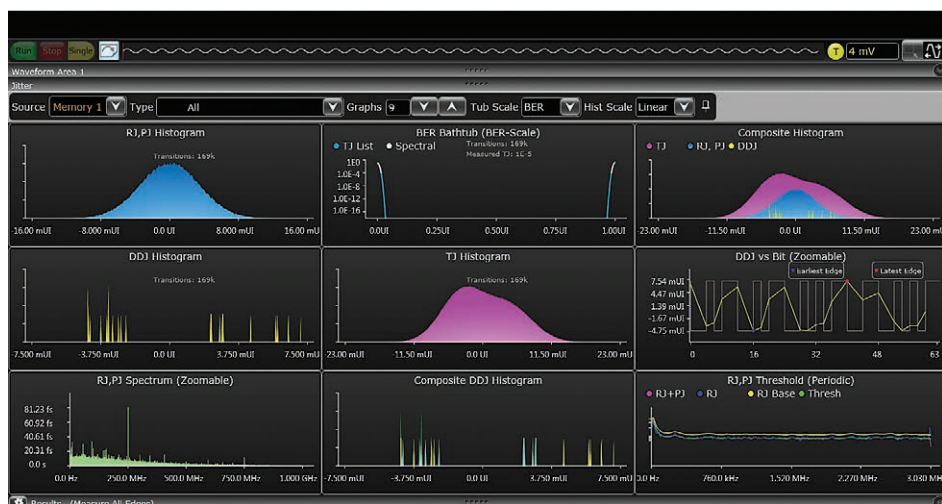 Run Stop Single T 4 mV
Waveform Area 1
Jitter
Source Memory 1 Type All Graphs 9 Tub Scale BER Hist Scale Linear
RJ,PJ Histogram
Transitions: 169k
-16.00 mUI -8.000 mUI 0.0 UI 8.000 mUI 16.00 mUI
BER Bathtub (BER-Scale)
TJ List Spectral
Transitions: 169k
Measured TJ: 1E-5
1E0
1.0E-4
1.0E-8
1.0E-12
1.0E-16
0.0UI 0.25UI 0.50UI 0.75UI 1.00UI
Composite Histogram
TJ RJ, PJ DDJ
-23.00 mUI -11.50 mUI 0.0 UI 11.50 mUI 23.00 mU
DDJ Histogram
Transitions: 169k
-7.500 mUI -3.750 mUI 0.0 UI 3.750 mUI 7.500 mUI
TJ Histogram
Transitions: 169k
-23.00 mUI -11.50 mUI 0.0 UI 11.50 mUI 23.00 mU
DDJ vs Bit (Zoomable)
Earliest Edge Latest Edge
7.54 mUI
4.47 mUI
1.39 mUI
-1.67 mUI
-4.75 mUI
0 16 32 48 63
RJ,PJ Spectrum (Zoomable)
81.23 fs
60.92 fs
40.61 fs
20.31 fs
0.0 s
0.0 Hz 250.0 MHz 500.0 MHz 750.0 MHz 1.000 GHz
Composite DDJ Histogram
-7.500 mUI -3.750 mUI 0.0 UI 3.750 mUI 7.500 mUI
RJ,PJ Threshold (Periodic)
RJ+PJ RJ RJ Base Thresh
0.0 Hz 760.0 kHz 1.520 MHz 2.270 MHz 3.030 MH
Results (Measure All Edges)